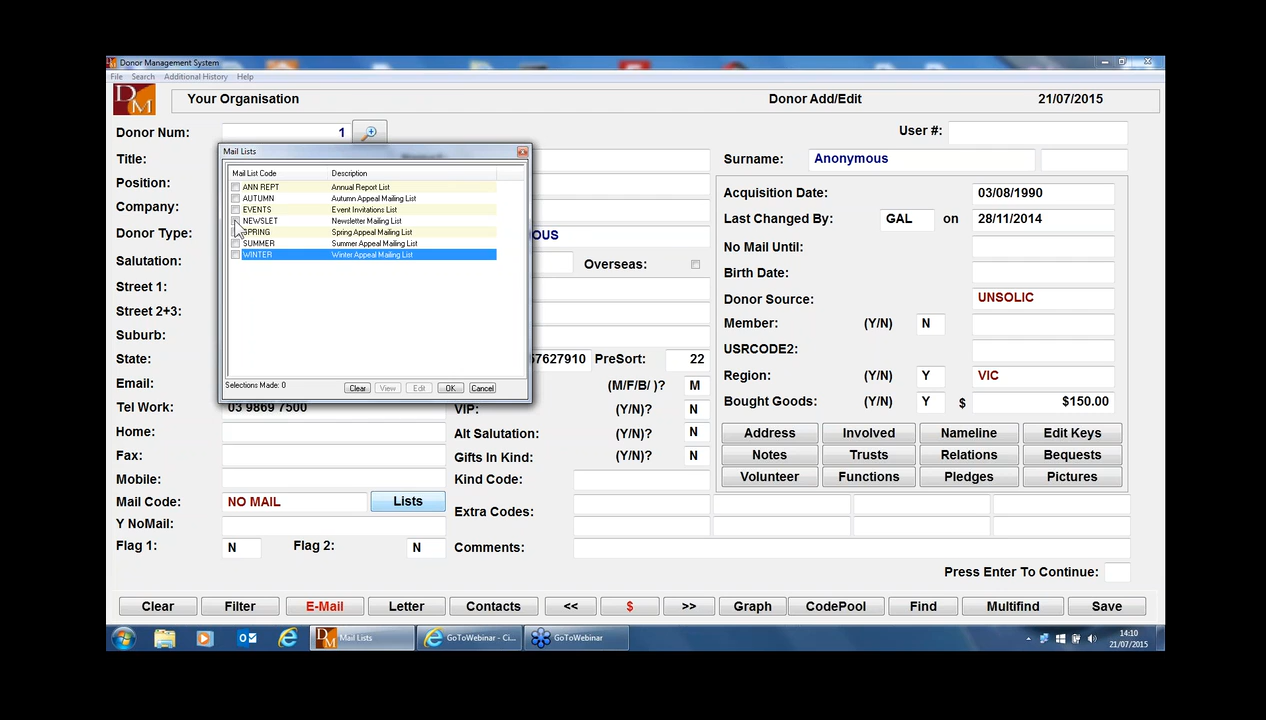 Donor Management System
File Search Additional History Help
DM Your Organisation Donor Add/Edit 21/07/2015
Donor Num: 1 User #:
Title: Surname: Anonymous
Position:
Company:
Donor Type: OUS
Salutation: Overseas:
Street 1:
Street 2+3:
Suburb:
State: 57627910 PreSort: 22
Email: (M/F/B/ )? M
Tel Work: 03 9869 7500 VIP: (Y/N)? N
Home: Alt Salutation: (Y/N)? N
Fax: Gifts In Kind: (Y/N)? N
Mobile: Kind Code:
Mail Code: NO MAIL Lists
Extra Codes:
Y NoMail:
Flag 1: N Flag 2: N Comments:
Mail Lists
Mail List Code Description
ANN REPT Annual Report List
AUTUMN Autumn Appeal Mailing List
EVENTS Event Invitations List
NEWSLET Newsletter Mailing List
SPRING Spring Appeal Mailing List
SUMMER Summer Appeal Mailing List
WINTER Winter Appeal Mailing List
Selections Made: 0 Clear View Edit OK Cancel
Acquisition Date: 03/08/1990
Last Changed By: GAL on 28/11/2014
No Mail Until:
Birth Date:
Donor Source: UNSOLIC
Member: (Y/N) N
USRCODE2:
Region: (Y/N) Y VIC
Bought Goods: (Y/N) Y $ $150.00
Address Involved Nameline Edit Keys
Notes Trusts Relations Bequests
Volunteer Functions Pledges Pictures
Press Enter To Continue:
Clear Filter E-Mail Letter Contacts << $ >> Graph CodePool Find Multifind Save
Mail Lists GoToWebinar - Ci... GoToWebinar 14:10
21/07/2015